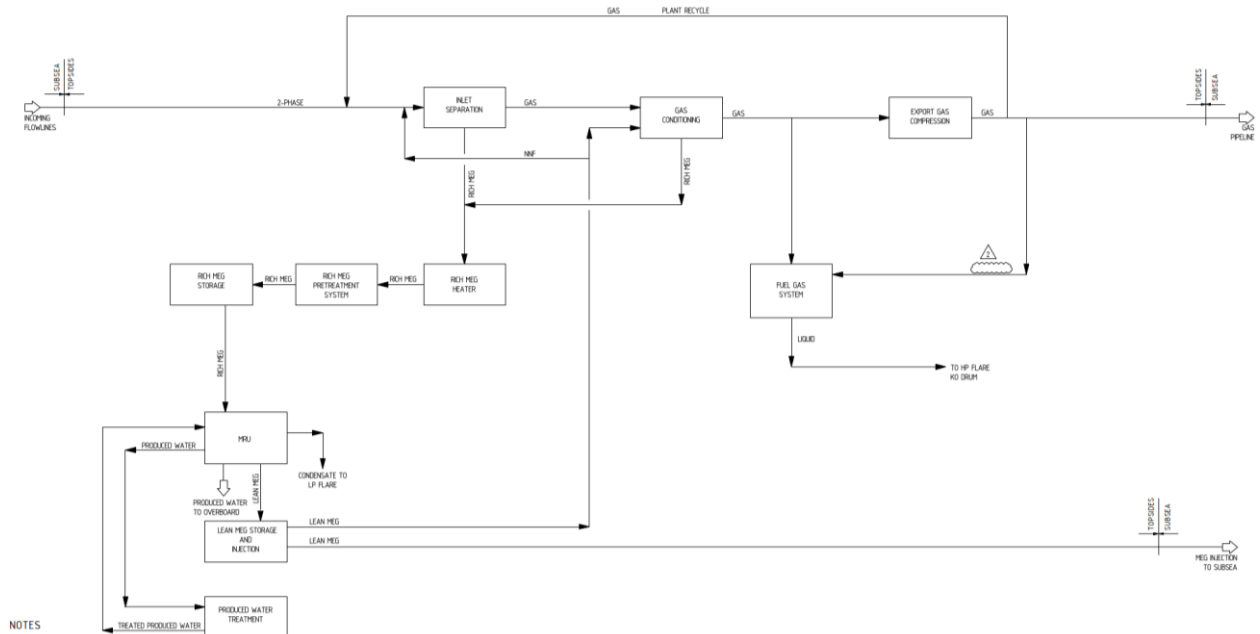 GAS PLANT RECYCLE
SUBSEA
TOPSIDES
TOPSIDES
SUBSEA
2-PHASE
INCOMING
FLOWLINES
INLET
SEPARATION
GAS
GAS
CONDITIONING
GAS
EXPORT GAS
COMPRESSION
GAS
GAS
PIPELINE
NNF
RICH MEG
RICH MEG
RICH MEG
STORAGE
RICH MEG
RICH MEG
PRETREATMENT
SYSTEM
RICH MEG
RICH MEG
HEATER
FUEL GAS
SYSTEM
2
LIQUID
TO HP FLARE
KO DRUM
RICH MEG
MRU
PRODUCED WATER
CONDENSATE TO
LP FLARE
LEAN MEG
PRODUCED WATER
TO OVERBOARD
LEAN MEG STORAGE
AND
INJECTION
LEAN MEG
LEAN MEG
TOPSIDES
SUBSEA
MEG INJECTION
TO SUBSEA
PRODUCED WATER
TREATMENT
TREATED PRODUCED WATER
NOTES